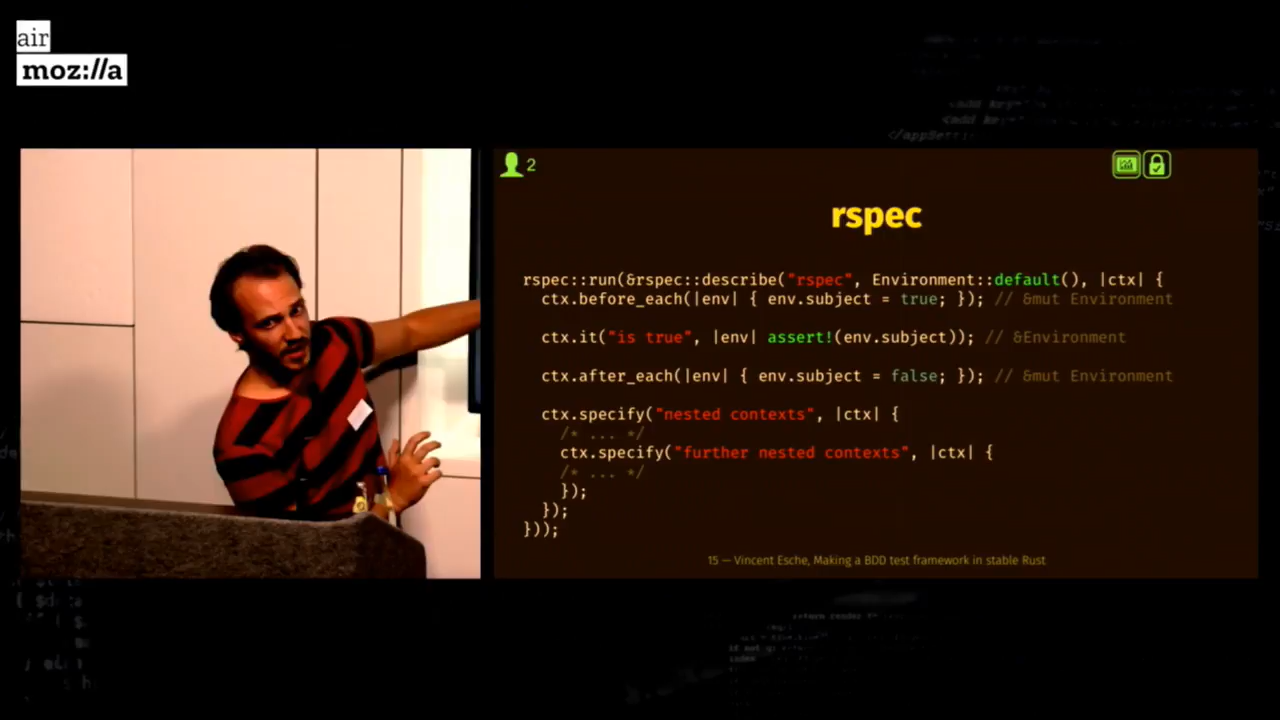 air
moz://a
2
rspec
rspec::run(&rspec::describe("rspec", Environment::default(), |ctx| {
ctx.before_each(|env| { env.subject = true; }); // &mut Environment
ctx.it("is true", |env| assert!(env.subject)); // &Environment
ctx.after_each(|env| { env.subject = false; }); // &mut Environment
ctx.specify("nested contexts", |ctx| {
/* ... */
ctx.specify("further nested contexts", |ctx| {
/* ... */
});
});
}));
15 — Vincent Esche, Making a BDD test framework in stable Rust